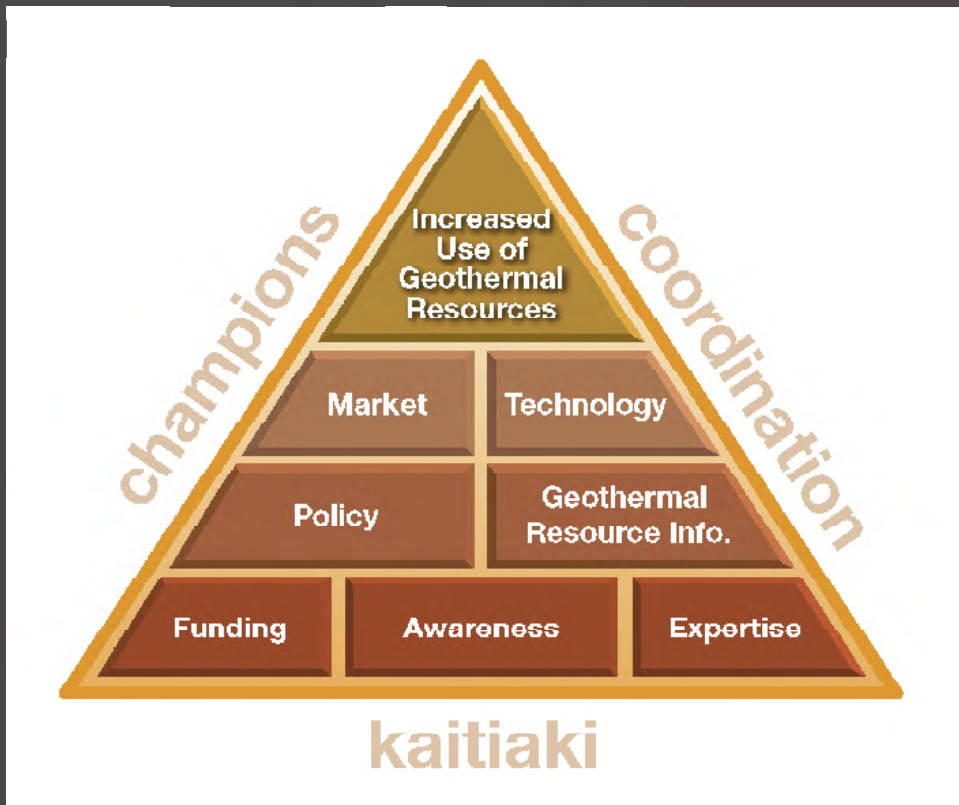 champions
coordination
Increased
Use of
Geothermal
Resources
Market
Technology
Policy
Geothermal
Resource Info.
Funding
Awareness
Expertise
kaitiaki